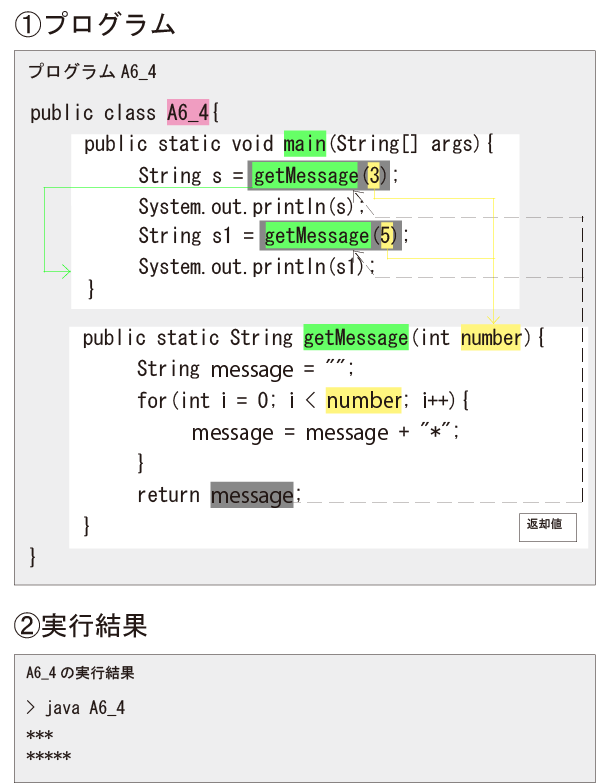 ①プログラム
プログラム A6_4
public class A6_4{
public static void main(String[] args){
String s = getMessage(3);
System.out.println(s);
String s1 = getMessage(5);
System.out.println(s1);
}
public static String getMessage(int number){
String message = "";
for(int i = 0; i < number; i++){
message = message + "*";
}
return message;
}
返却値
}
②実行結果
A6_4 の実行結果
> java A6_4
***
*****